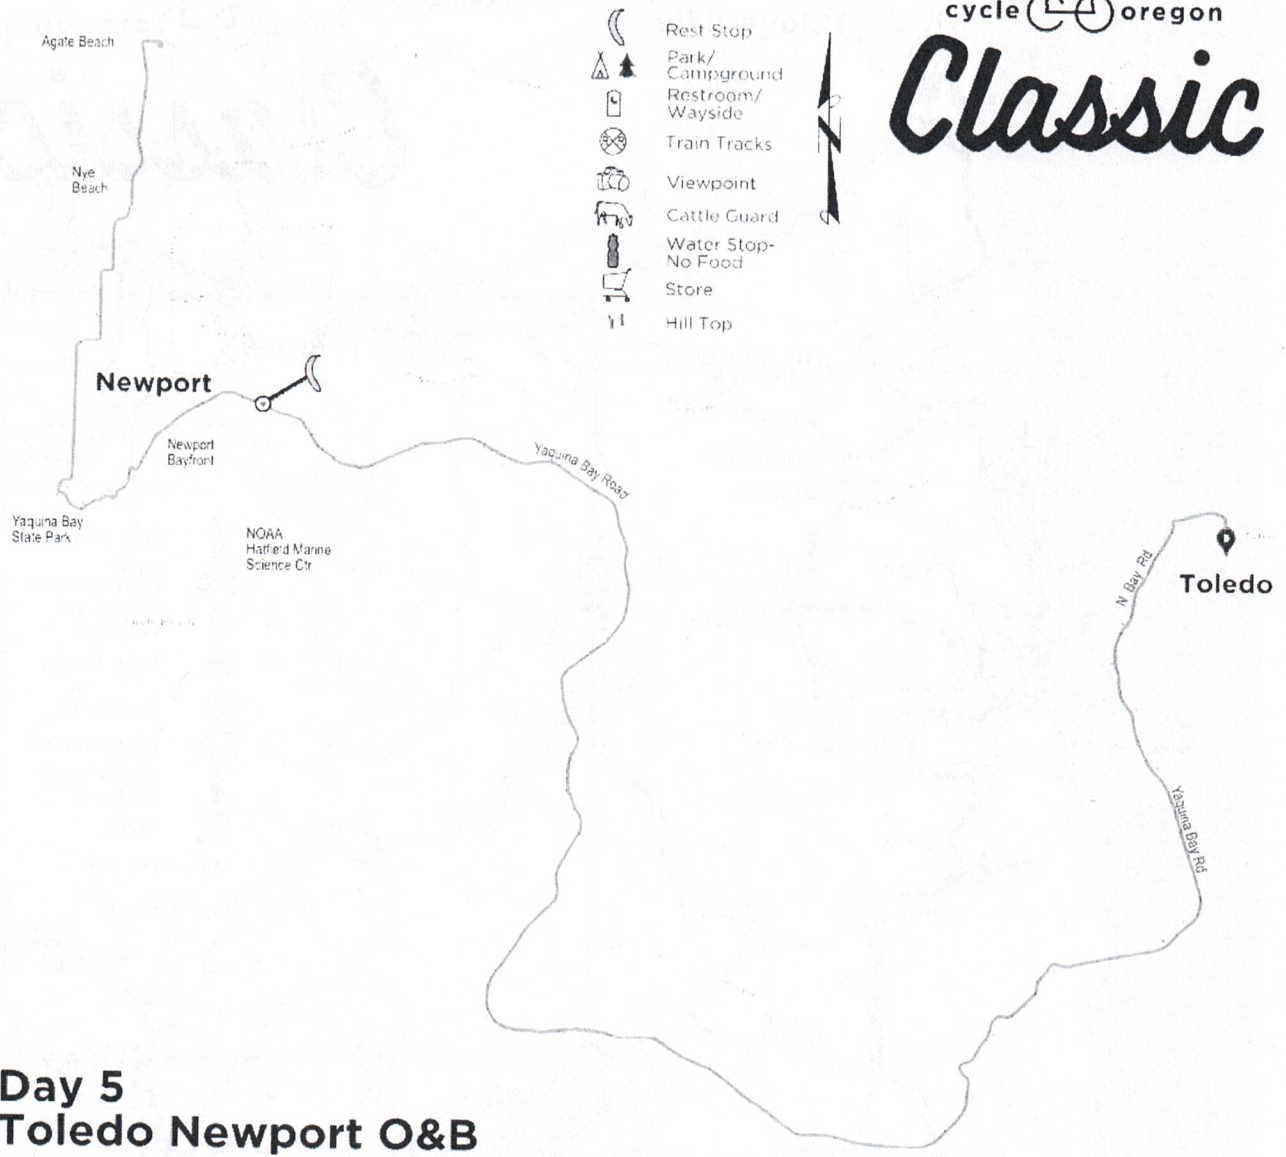 cycle oregon
Classic
Rest Stop
Park/
Campground
Restroom/
Wayside
Train Tracks
Viewpoint
Cattle Guard
Water Stop-
No Food
Store
Hill Top
N
Agate Beach
Nye
Beach
Newport
Newport
Bayfront
Yaquina Bay Road
Yaquina Bay
State Park
NOAA
Hatfield Marine
Science Ctr
N Bay Rd
Toledo
Yaquina Bay Rd
Day 5
Toledo Newport O&B